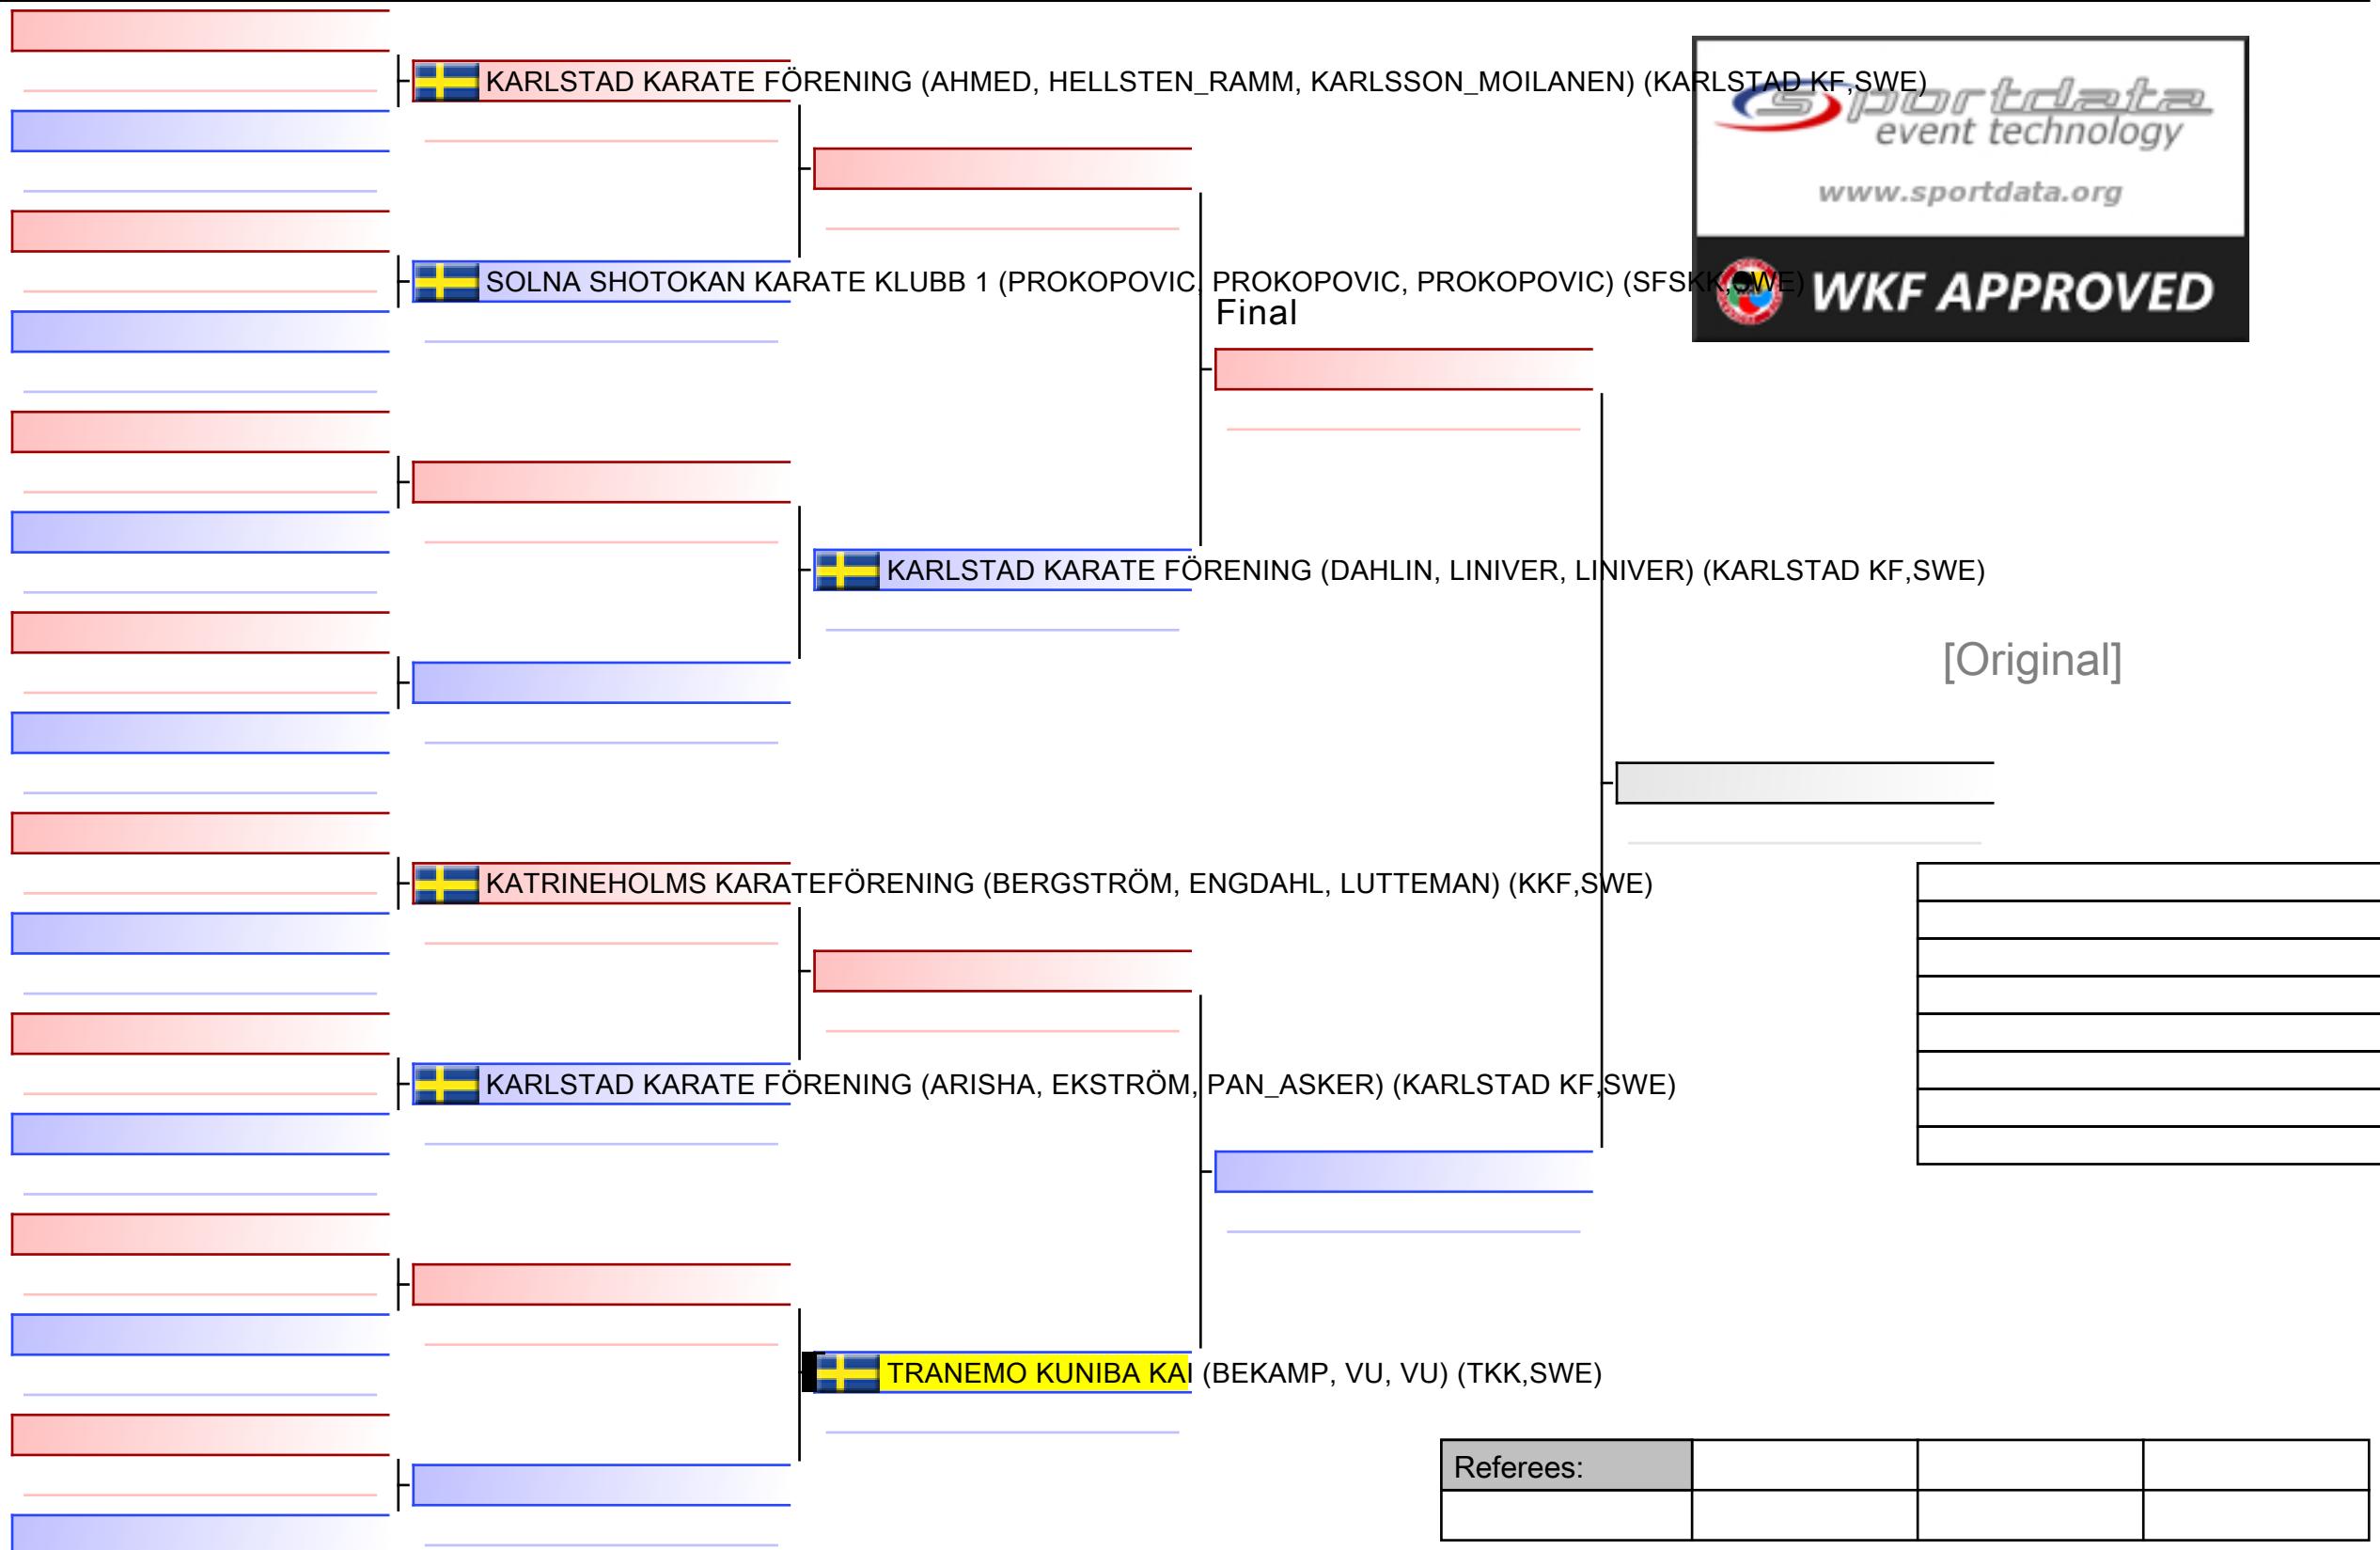 KARLSTAD KARATE FÖRENING (AHMED, HELLSTEN_RAMM, KARLSSON_MOILANEN) (KARLSTAD KF,SWE)
sportdata
event technology
www.sportdata.org
SOLNA SHOTOKAN KARATE KLUBB 1 (PROKOPOVIC, PROKOPOVIC, PROKOPOVIC) (SFSKK,SWE)
WKF APPROVED
Final
KARLSTAD KARATE FÖRENING (DAHLIN, LINIVER, LINIVER) (KARLSTAD KF,SWE)
[Original]
KATRINEHOLMS KARATEFÖRENING (BERGSTRÖM, ENGDAHL, LUTTEMAN) (KKF,SWE)
KARLSTAD KARATE FÖRENING (ARISHA, EKSTRÖM, PAN_ASKER) (KARLSTAD KF,SWE)
TRANEMO KUNIBA KAI (BEKAMP, VU, VU) (TKK,SWE)
Referees: